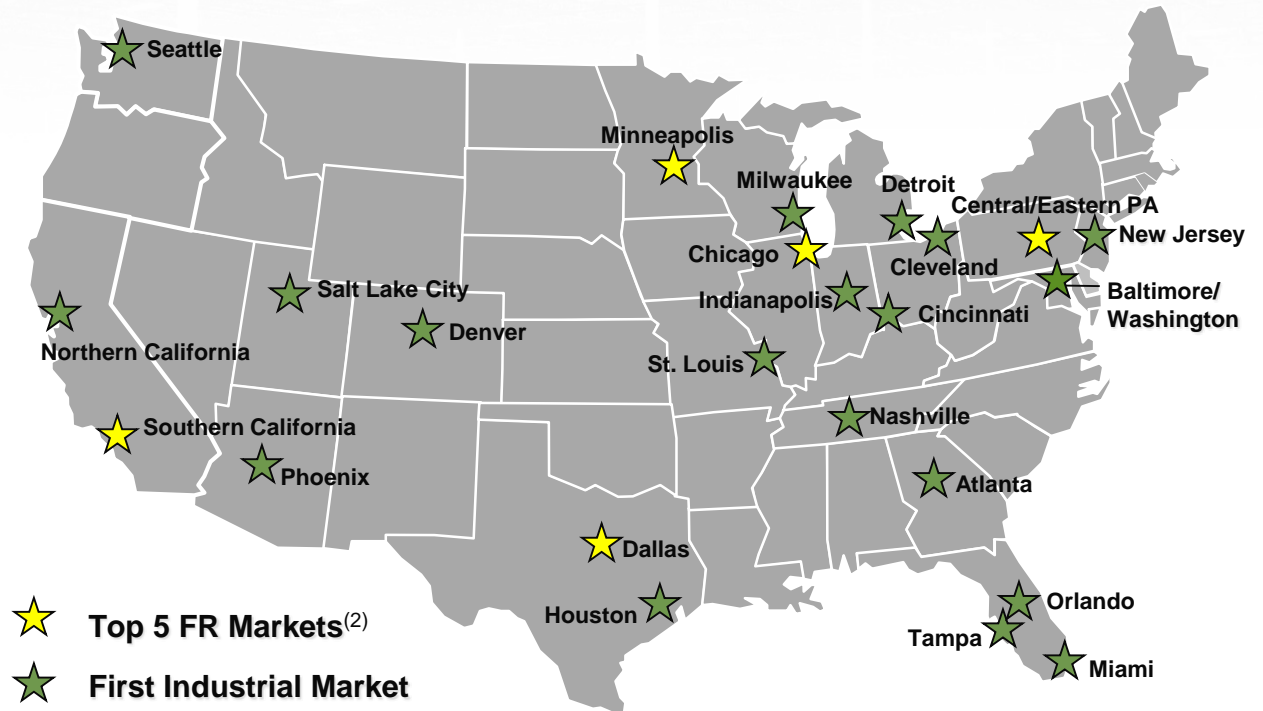 Seattle
Minneapolis
Milwaukee
Detroit
Central/Eastern PA
New Jersey
Chicago
Cleveland
Salt Lake City
Indianapolis
Baltimore/
Washington
Cincinnati
Denver
Northern California
St. Louis
Nashville
Southern California
Phoenix
Atlanta
Dallas
Houston
Orlando
Tampa
Miami
Top 5 FR Markets(2)
First Industrial Market